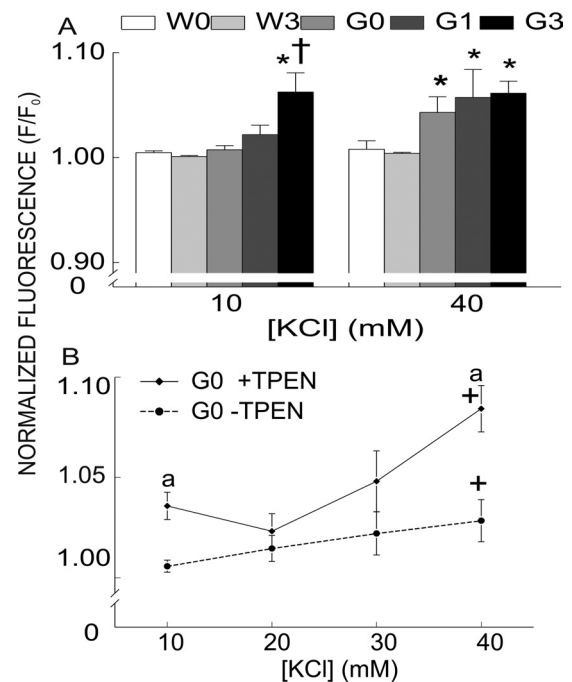 A W0 W3 G0 G1 G3
1.10
*†
* * *
1.00
0.90
0
10 40
[KCl] (mM)
NORMALIZED FLUORESCENCE (F/F₀)
B
1.10
G0 +TPEN
G0 -TPEN
a
+
a
+
1.05
1.00
0
10 20 30 40
[KCl] (mM)